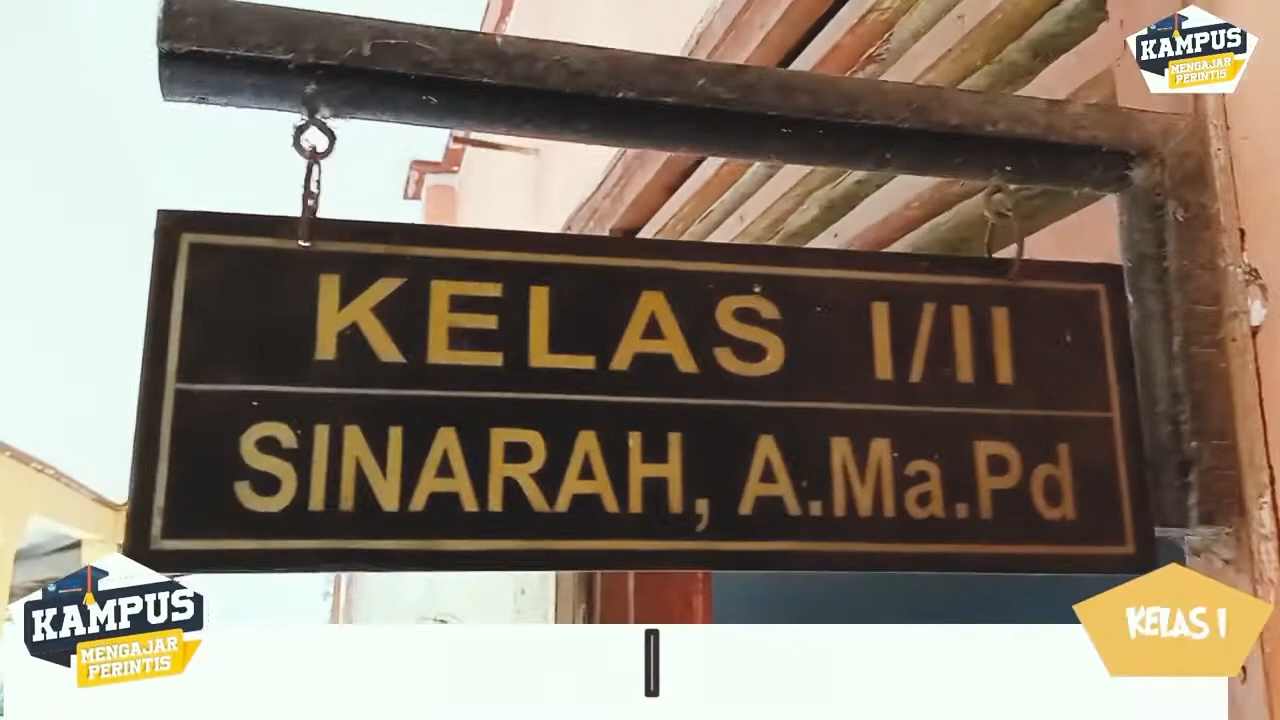 KAMPUS
MENGAJAR
PERINTIS
KELAS I/II
SINARAH, A.Ma.Pd
KAMPUS
MENGAJAR
PERINTIS
I
KELAS I